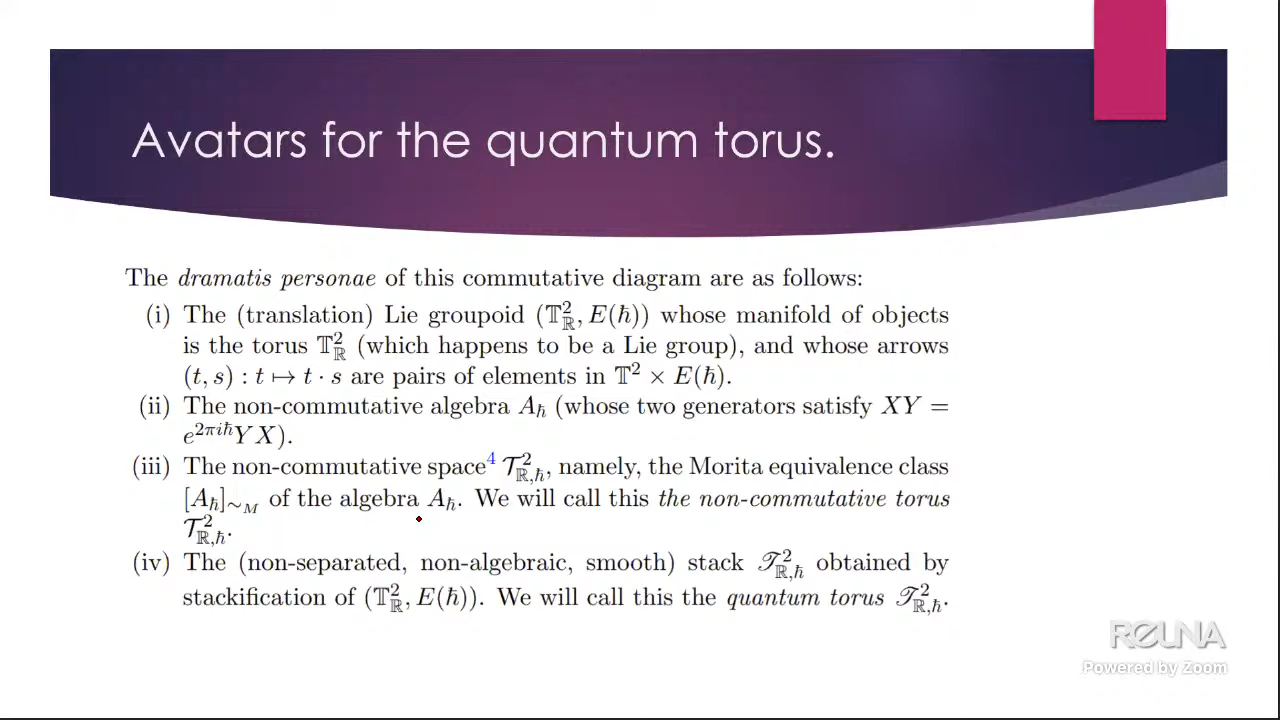 Avatars for the quantum torus.
The dramatis personae of this commutative diagram are as follows:
(i) The (translation) Lie groupoid (𝕋²_ℝ, E(ℏ)) whose manifold of objects
is the torus 𝕋²_ℝ (which happens to be a Lie group), and whose arrows
(t, s) : t ↦ t · s are pairs of elements in 𝕋² × E(ℏ).
(ii) The non-commutative algebra A_ℏ (whose two generators satisfy XY =
e^{2πiℏ}YX).
(iii) The non-commutative space⁴ 𝒯²_{ℝ,ℏ}, namely, the Morita equivalence class
[A_ℏ]_{∼_M} of the algebra A_ℏ. We will call this the non-commutative torus
𝒯²_{ℝ,ℏ}.
(iv) The (non-separated, non-algebraic, smooth) stack 𝒯²_{ℝ,ℏ} obtained by
stackification of (𝕋²_ℝ, E(ℏ)). We will call this the quantum torus 𝒯²_{ℝ,ℏ}.
REUNA
Powered by Zoom